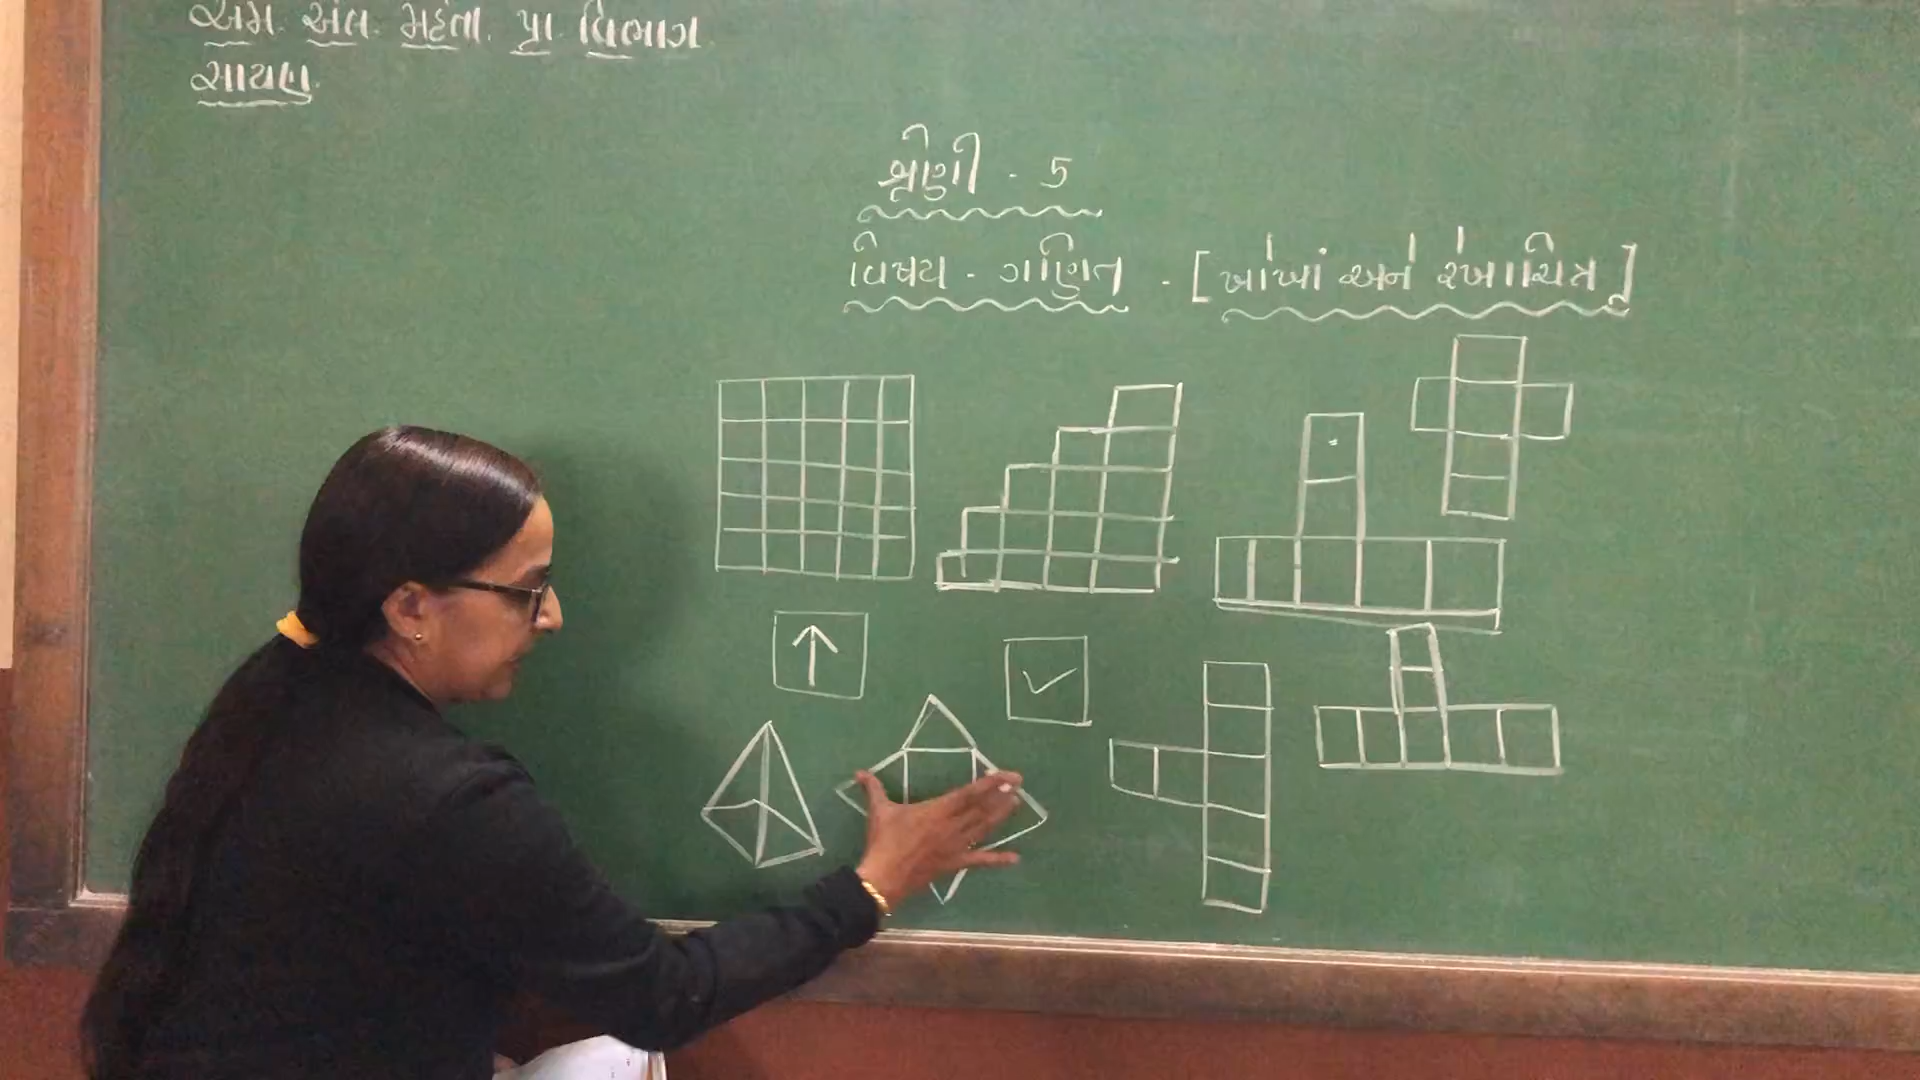 એમ. એલ. મહેતા. પ્રા. વિભાગ
સાયણ.
શ્રેણી - 5
વિષય - ગણિત - [ખોખાં અને રેખાચિત્ર]